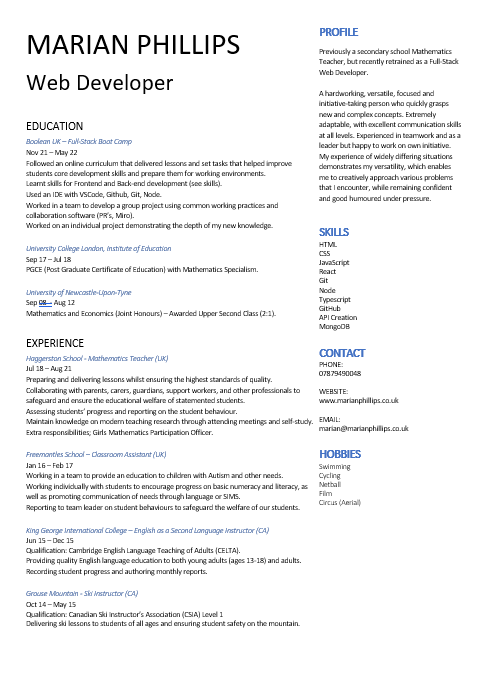 MARIAN PHILLIPS
Web Developer
EDUCATION
Boolean UK – Full-Stack Boot Camp
Nov 21 – May 22
Followed an online curriculum that delivered lessons and set tasks that helped improve
students core development skills and prepare them for working environments.
Learnt skills for Frontend and Back-end development (see skills).
Used an IDE with VSCode, Github, Git, Node.
Worked in a team to develop a group project using common working practices and
collaboration software (PR's, Miro).
Worked on an individual project demonstrating the depth of my new knowledge.
University College London, Institute of Education
Sep 17 – Jul 18
PGCE (Post Graduate Certificate of Education) with Mathematics Specialism.
University of Newcastle-Upon-Tyne
Sep 08 – Aug 12
Mathematics and Economics (Joint Honours) – Awarded Upper Second Class (2:1).
EXPERIENCE
Haggerston School - Mathematics Teacher (UK)
Jul 18 – Aug 21
Preparing and delivering lessons whilst ensuring the highest standards of quality.
Collaborating with parents, carers, guardians, support workers, and other professionals to
safeguard and ensure the educational welfare of statemented students.
Assessing students' progress and reporting on the student behaviour.
Maintain knowledge on modern teaching research through attending meetings and self-study.
Extra responsibilities; Girls Mathematics Participation Officer.
Freemantles School – Classroom Assistant (UK)
Jan 16 – Feb 17
Working in a team to provide an education to children with Autism and other needs.
Working individually with students to encourage progress on basic numeracy and literacy, as
well as promoting communication of needs through language or SIMS.
Reporting to team leader on student behaviours to safeguard the welfare of our students.
King George International College – English as a Second Language Instructor (CA)
Jun 15 – Dec 15
Qualification: Cambridge English Language Teaching of Adults (CELTA).
Providing quality English language education to both young adults (ages 13-18) and adults.
Recording student progress and authoring monthly reports.
Grouse Mountain - Ski Instructor (CA)
Oct 14 – May 15
Qualification: Canadian Ski Instructor's Association (CSIA) Level 1
Delivering ski lessons to students of all ages and ensuring student safety on the mountain.
PROFILE
Previously a secondary school Mathematics
Teacher, but recently retrained as a Full-Stack
Web Developer.
A hardworking, versatile, focused and
initiative-taking person who quickly grasps
new and complex concepts. Extremely
adaptable, with excellent communication skills
at all levels. Experienced in teamwork and as a
leader but happy to work on own initiative.
My experience of widely differing situations
demonstrates my versatility, which enables
me to creatively approach various problems
that I encounter, while remaining confident
and good humoured under pressure.
SKILLS
HTML
CSS
JavaScript
React
Git
Node
Typescript
GitHub
API Creation
MongoDB
CONTACT
PHONE:
07879490048
WEBSITE:
www.marianphillips.co.uk
EMAIL:
marian@marianphillips.co.uk
HOBBIES
Swimming
Cycling
Netball
Film
Circus (Aerial)